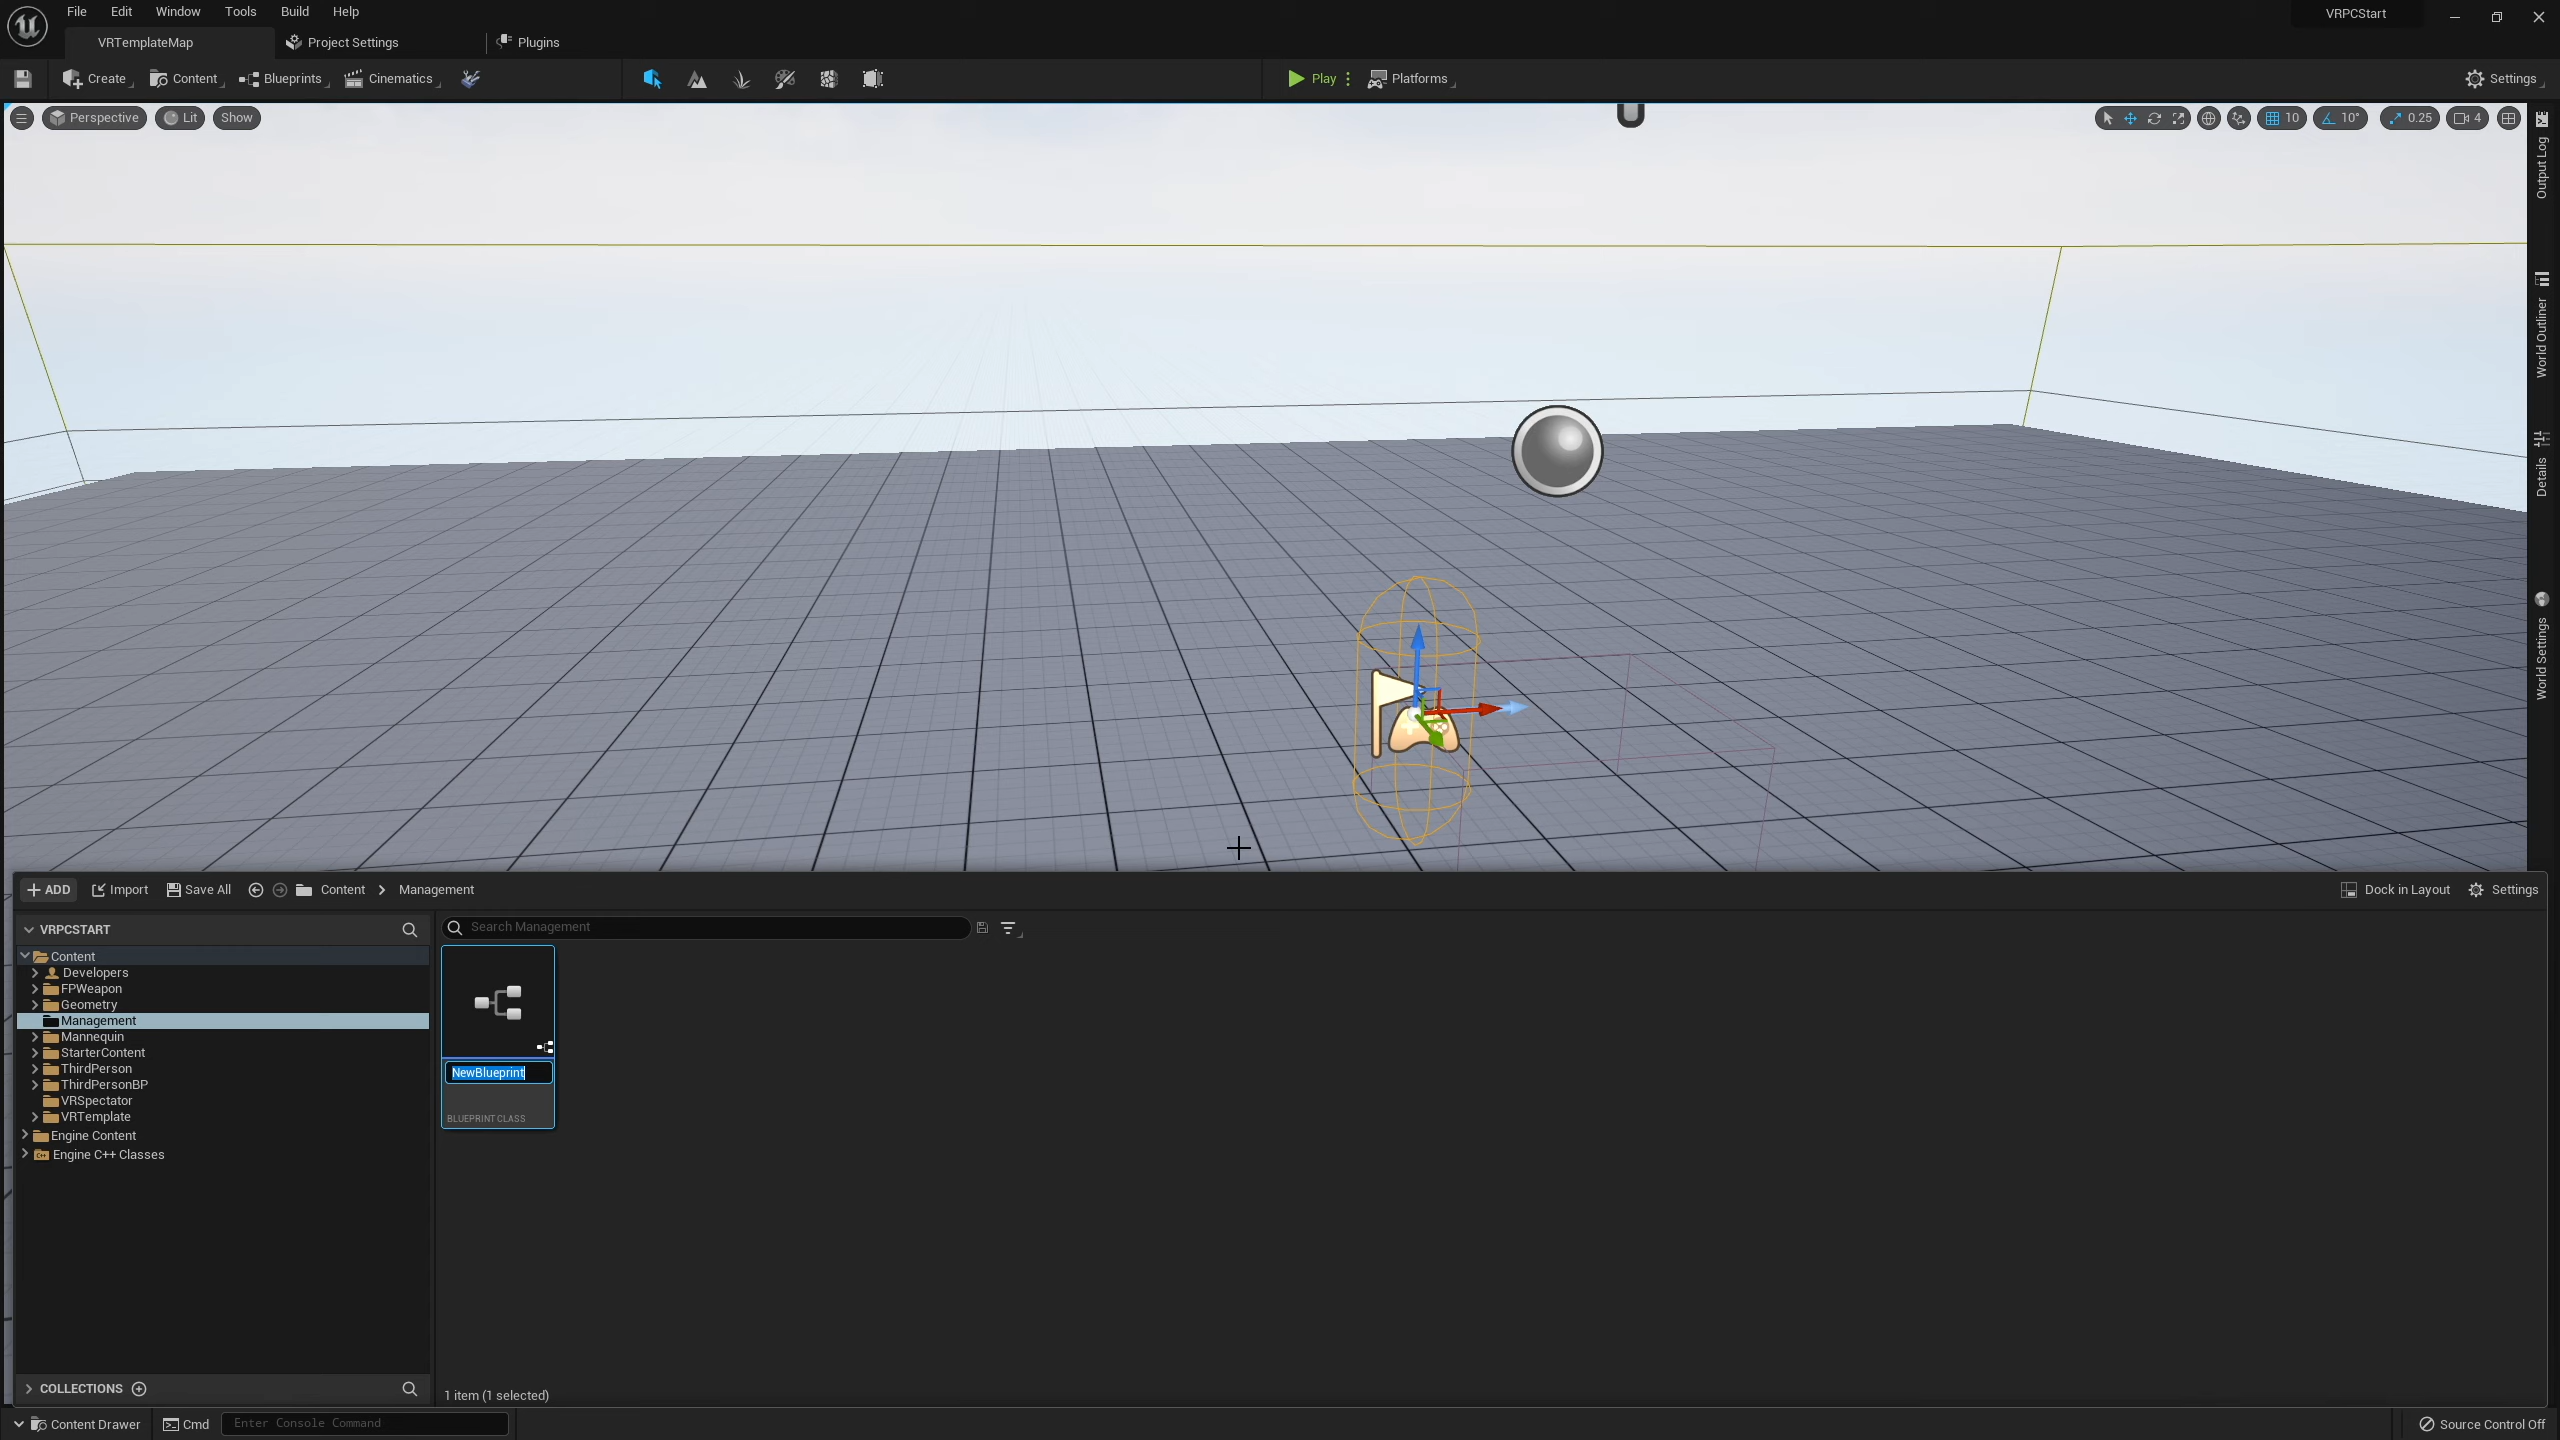 File Edit Window Tools Build Help
VRPCStart
VRTemplateMap Project Settings Plugins
Create Content Blueprints Cinematics Play Platforms Settings
Perspective Lit Show 10 10° 0.25 4
Output Log
World Outliner
Details
World Settings
+ ADD Import Save All Content > Management Dock in Layout Settings
VRPCSTART
Search Management
Content
Developers
FPWeapon
Geometry
Management
Mannequin
StarterContent
ThirdPerson
ThirdPersonBP
VRSpectator
VRTemplate
Engine Content
Engine C++ Classes
NewBlueprint
BLUEPRINT CLASS
COLLECTIONS
1 item (1 selected)
Content Drawer Cmd Enter Console Command Source Control Off